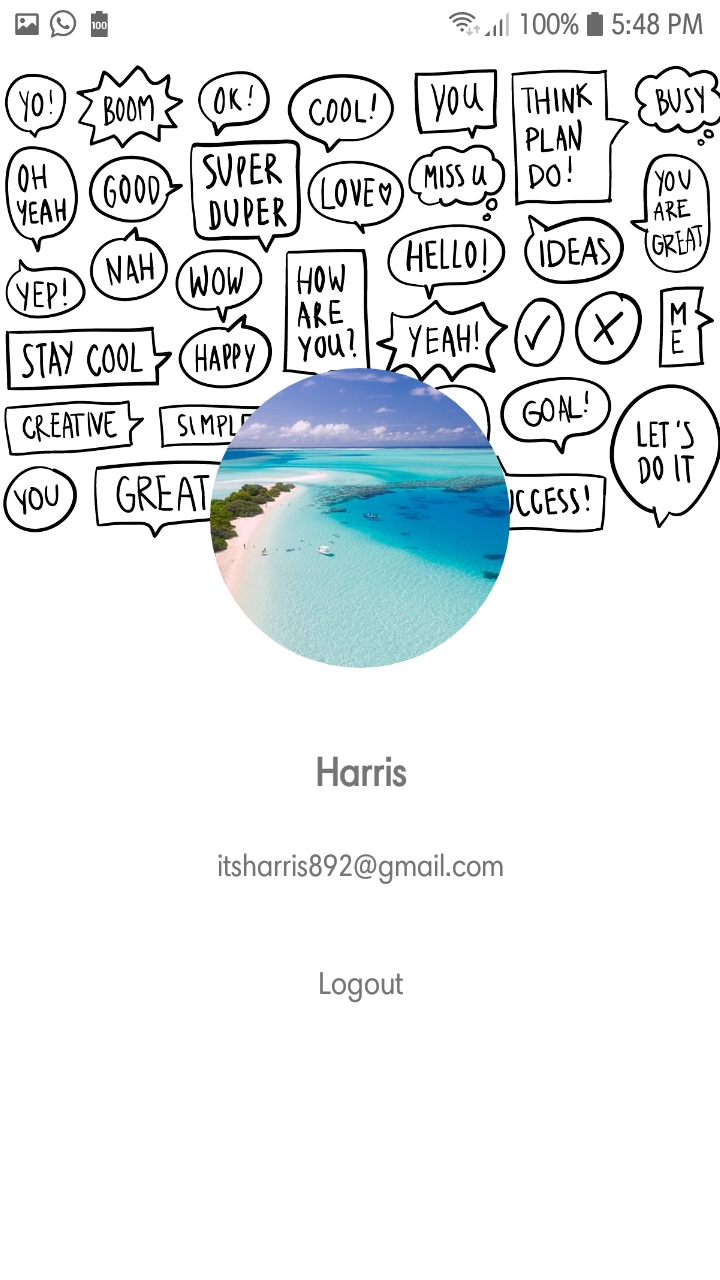 100 100% 5:48 PM
YO!
BOOM
OK!
COOL!
YOU
THINK
PLAN
DO!
BUSY
OH
YEAH
GOOD
SUPER
DUPER
LOVE♡
MISS U
YOU
ARE
GREAT
YEP!
NAH
WOW
HOW
ARE
YOU?
HELLO!
IDEAS
STAY COOL
HAPPY
YEAH!
ME
CREATIVE
SIMPLE
GOAL!
LET'S
DO IT
YOU
GREAT
UCCESS!
Harris
itsharris892@gmail.com
Logout